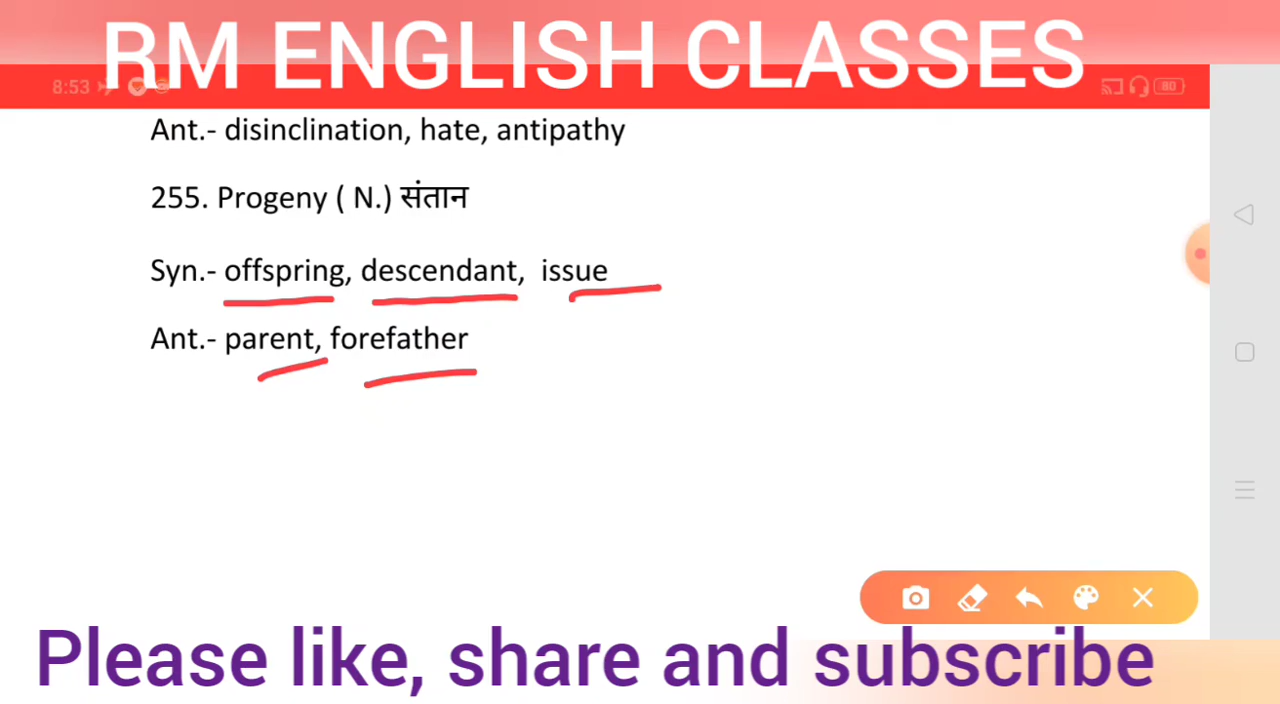 RM ENGLISH CLASSES
8:53
80
Ant.- disinclination, hate, antipathy
255. Progeny ( N.) संतान
Syn.- offspring, descendant, issue
Ant.- parent, forefather
Please like, share and subscribe